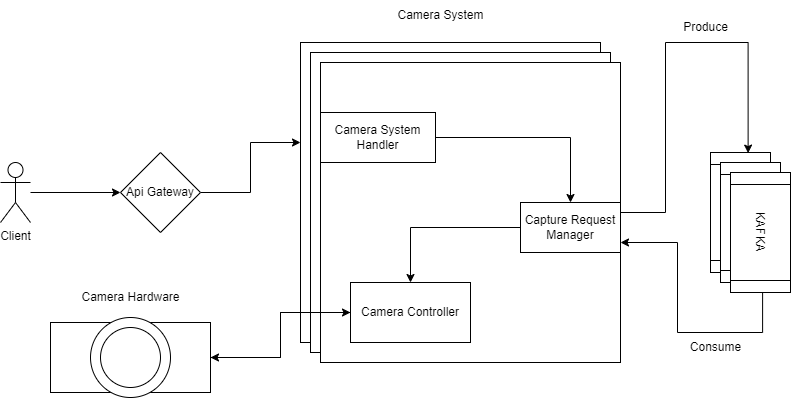 Camera System
Produce
Camera System
Handler
Api Gateway
KAFKA
Capture Request
Manager
Client
Camera Hardware
Camera Controller
Consume